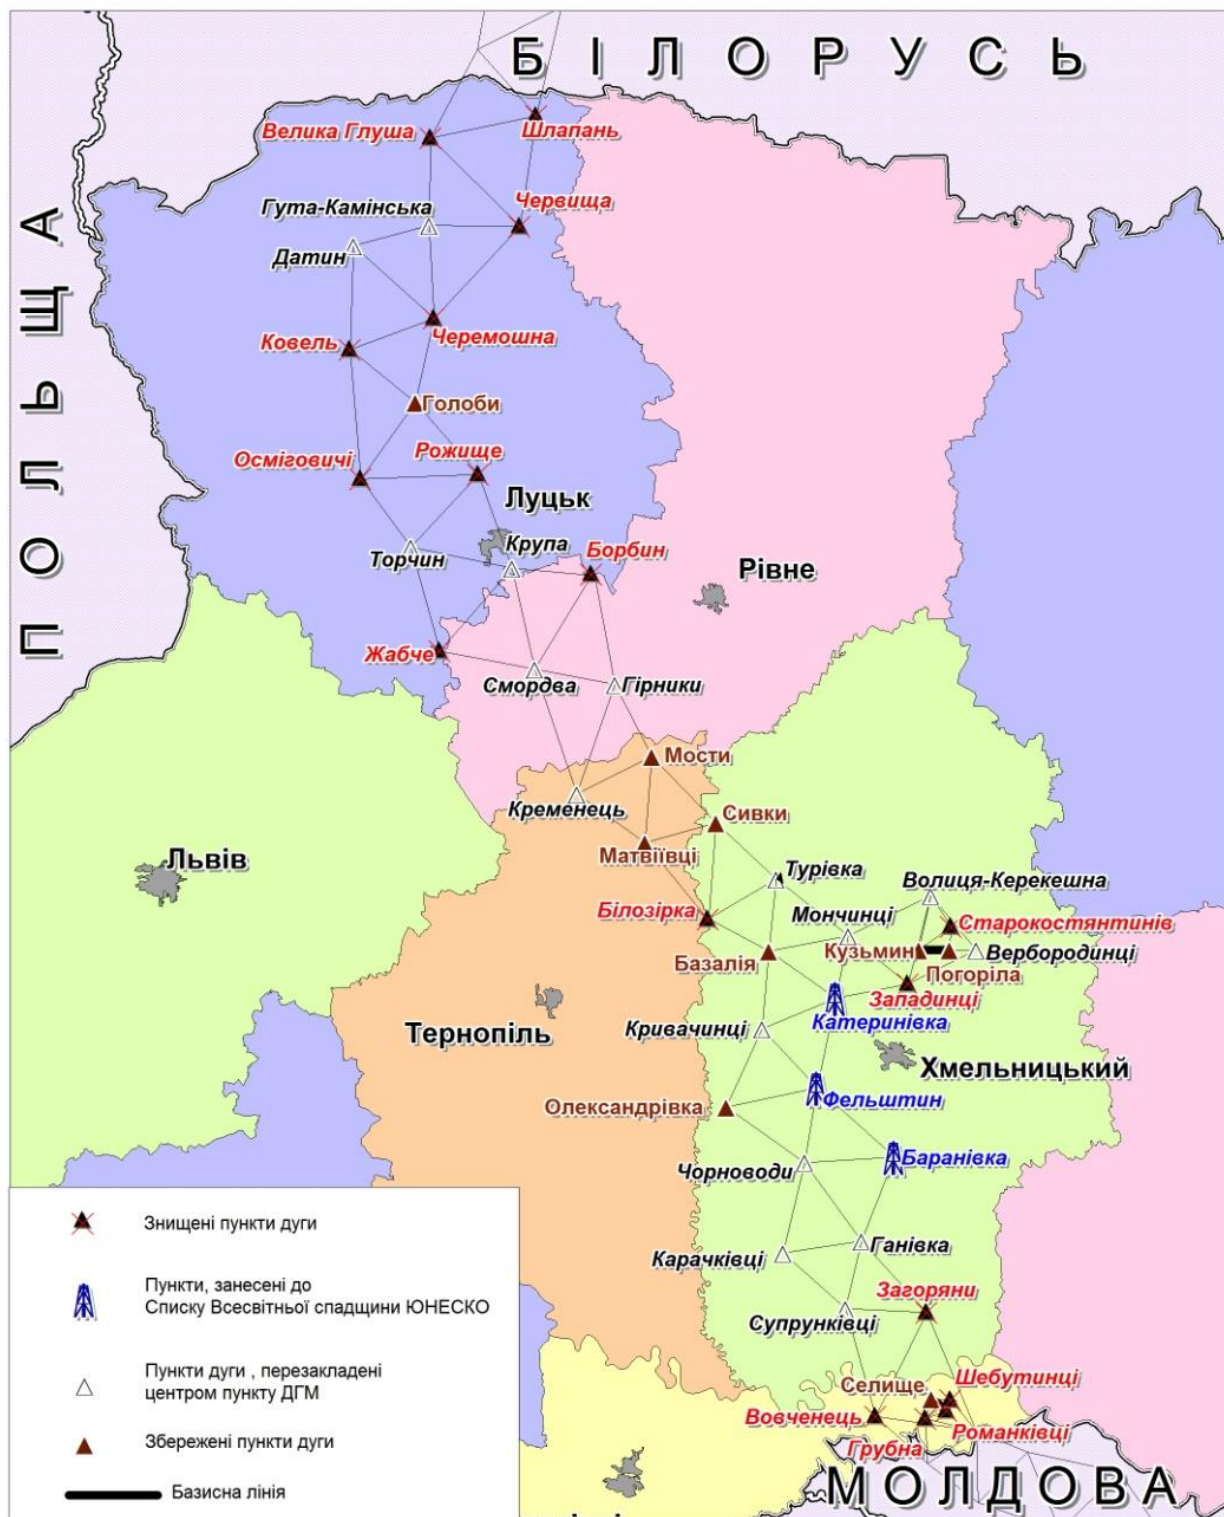 БІЛОРУСЬ
ПОЛЬЩА
Велика Глуша
Шлапань
Червища
Гута-Камінська
Датин
Ковель
Черемошна
Голоби
Осміговичі
Рожище
Луцьк
Торчин
Крупа
Борбин
Рівне
Жабче
Смордва
Гірники
Мости
Кременець
Сивки
Матвіївці
Львів
Турівка
Волиця-Керекешна
Білозірка
Мончинці
Старокостянтинів
Базалія
Кузьмин
Вербородинці
Погоріла
Западинці
Катеринівка
Тернопіль
Кривачинці
Хмельницький
Фельштин
Олександрівка
Баранівка
Чорноводи
Ганівка
Карачківці
Загоряни
Супрунківці
Селище
Шебутинці
Вовченець
Романківці
Грубна
МОЛДОВА
Знищені пункти дуги
Пункти, занесені до
Списку Всесвітньої спадщини ЮНЕСКО
Пункти дуги , перезакладені
центром пункту ДГМ
Збережені пункти дуги
Базисна лінія